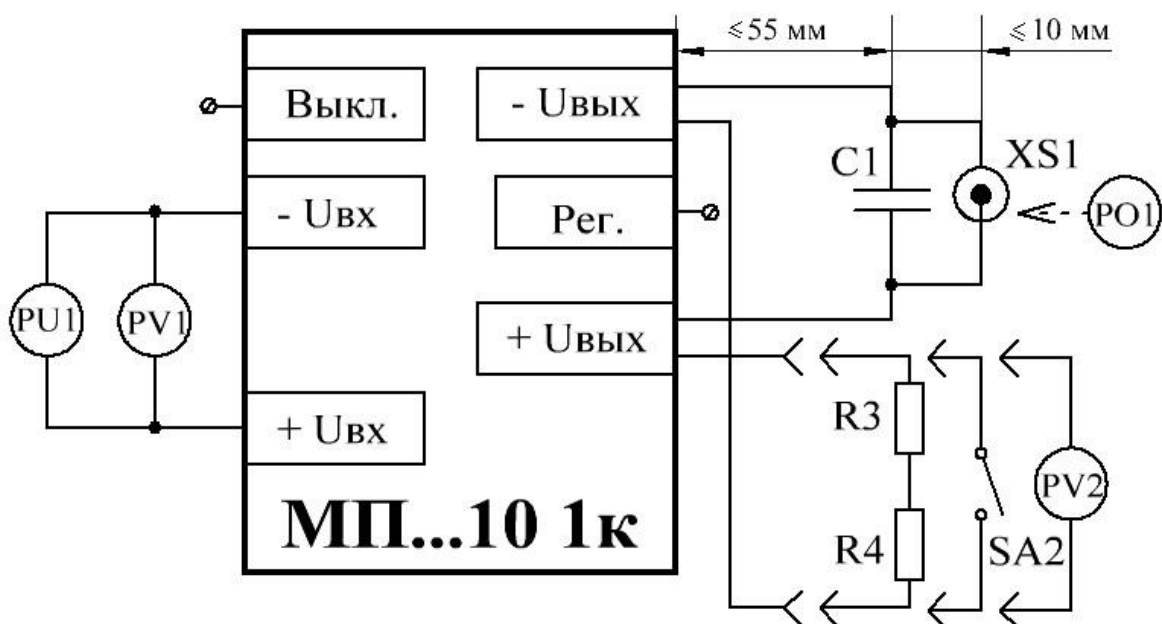 ≤55 мм
≤10 мм
Выкл.
- Uвых
C1
XS1
- Uвх
Рег.
PO1
PU1
PV1
+ Uвых
+ Uвх
R3
PV2
МП...10 1к
R4
SA2